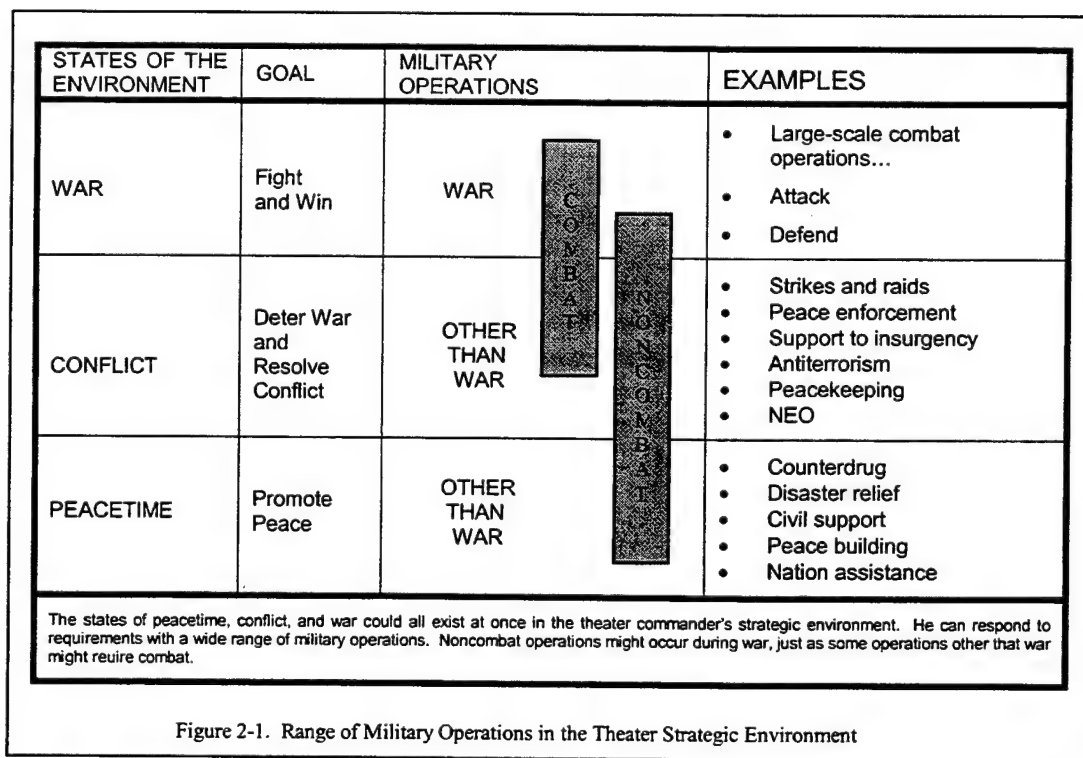 STATES OF THE
ENVIRONMENT
GOAL
MILITARY
OPERATIONS
EXAMPLES
WAR
Fight
and Win
WAR
• Large-scale combat
operations...
• Attack
• Defend
CONFLICT
Deter War
and
Resolve
Conflict
OTHER
THAN
WAR
• Strikes and raids
• Peace enforcement
• Support to insurgency
• Antiterrorism
• Peacekeeping
• NEO
PEACETIME
Promote
Peace
OTHER
THAN
WAR
• Counterdrug
• Disaster relief
• Civil support
• Peace building
• Nation assistance
COMBAT
NONCOMBAT
The states of peacetime, conflict, and war could all exist at once in the theater commander's strategic environment. He can respond to
requirements with a wide range of military operations. Noncombat operations might occur during war, just as some operations other that war
might reuire combat.
Figure 2-1. Range of Military Operations in the Theater Strategic Environment